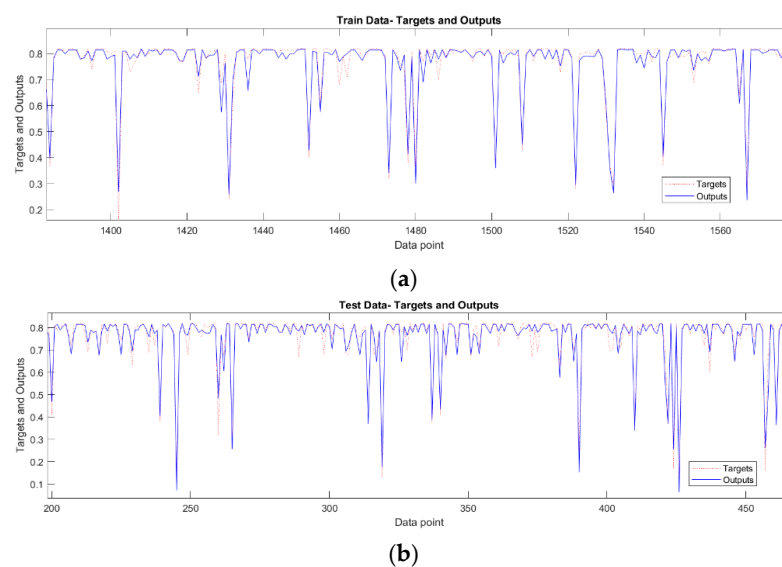 Train Data- Targets and Outputs
Targets and Outputs
0.8
0.7
0.6
0.5
0.4
0.3
0.2
1400 1420 1440 1460 1480 1500 1520 1540 1560
Data point
Targets
Outputs
(a)
Test Data- Targets and Outputs
Targets and Outputs
0.8
0.7
0.6
0.5
0.4
0.3
0.2
0.1
200 250 300 350 400 450
Data point
Targets
Outputs
(b)